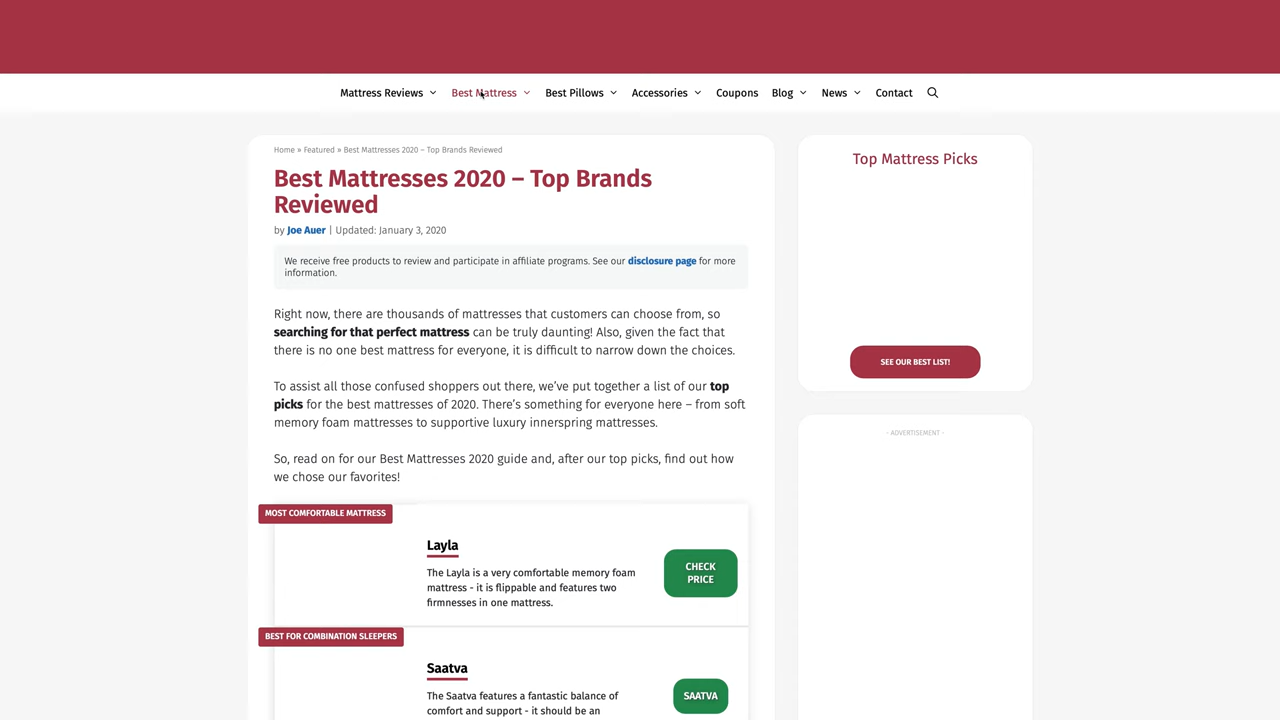 Mattress Reviews Best Mattress Best Pillows Accessories Coupons Blog News Contact
Home » Featured » Best Mattresses 2020 – Top Brands Reviewed
Best Mattresses 2020 – Top Brands
Reviewed
by Joe Auer | Updated: January 3, 2020
We receive free products to review and participate in affiliate programs. See our disclosure page for more
information.
Right now, there are thousands of mattresses that customers can choose from, so
searching for that perfect mattress can be truly daunting! Also, given the fact that
there is no one best mattress for everyone, it is difficult to narrow down the choices.
To assist all those confused shoppers out there, we've put together a list of our top
picks for the best mattresses of 2020. There's something for everyone here – from soft
memory foam mattresses to supportive luxury innerspring mattresses.
So, read on for our Best Mattresses 2020 guide and, after our top picks, find out how
we chose our favorites!
MOST COMFORTABLE MATTRESS
Layla
The Layla is a very comfortable memory foam
mattress - it is flippable and features two
firmnesses in one mattress.
CHECK
PRICE
BEST FOR COMBINATION SLEEPERS
Saatva
The Saatva features a fantastic balance of
comfort and support - it should be an
SAATVA
Top Mattress Picks
SEE OUR BEST LIST!
- ADVERTISEMENT -